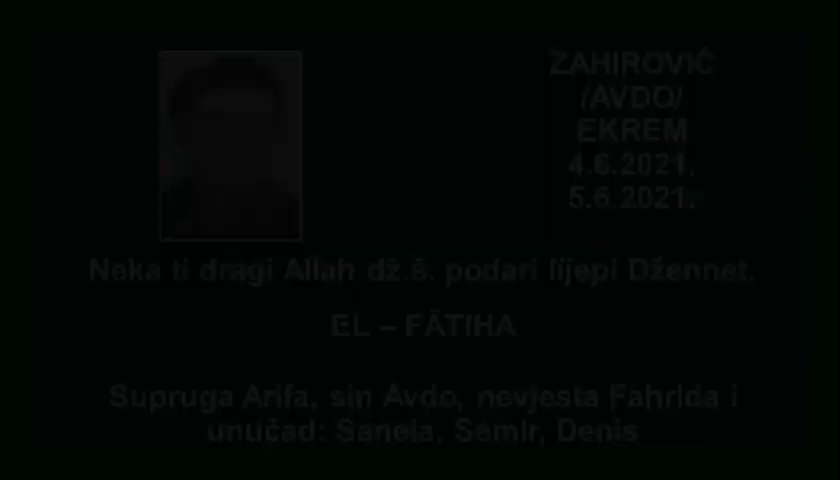 ZAHIROVIĆ
/AVDO/
EKREM
4.6.2021.
5.6.2021.
Neka ti dragi Allah dž.š. podari lijepi Džennet.
EL – FĀTIHA
Supruga Arifa, sin Avdo, nevjesta Fahrida i
unučad: Sanela, Semir, Denis